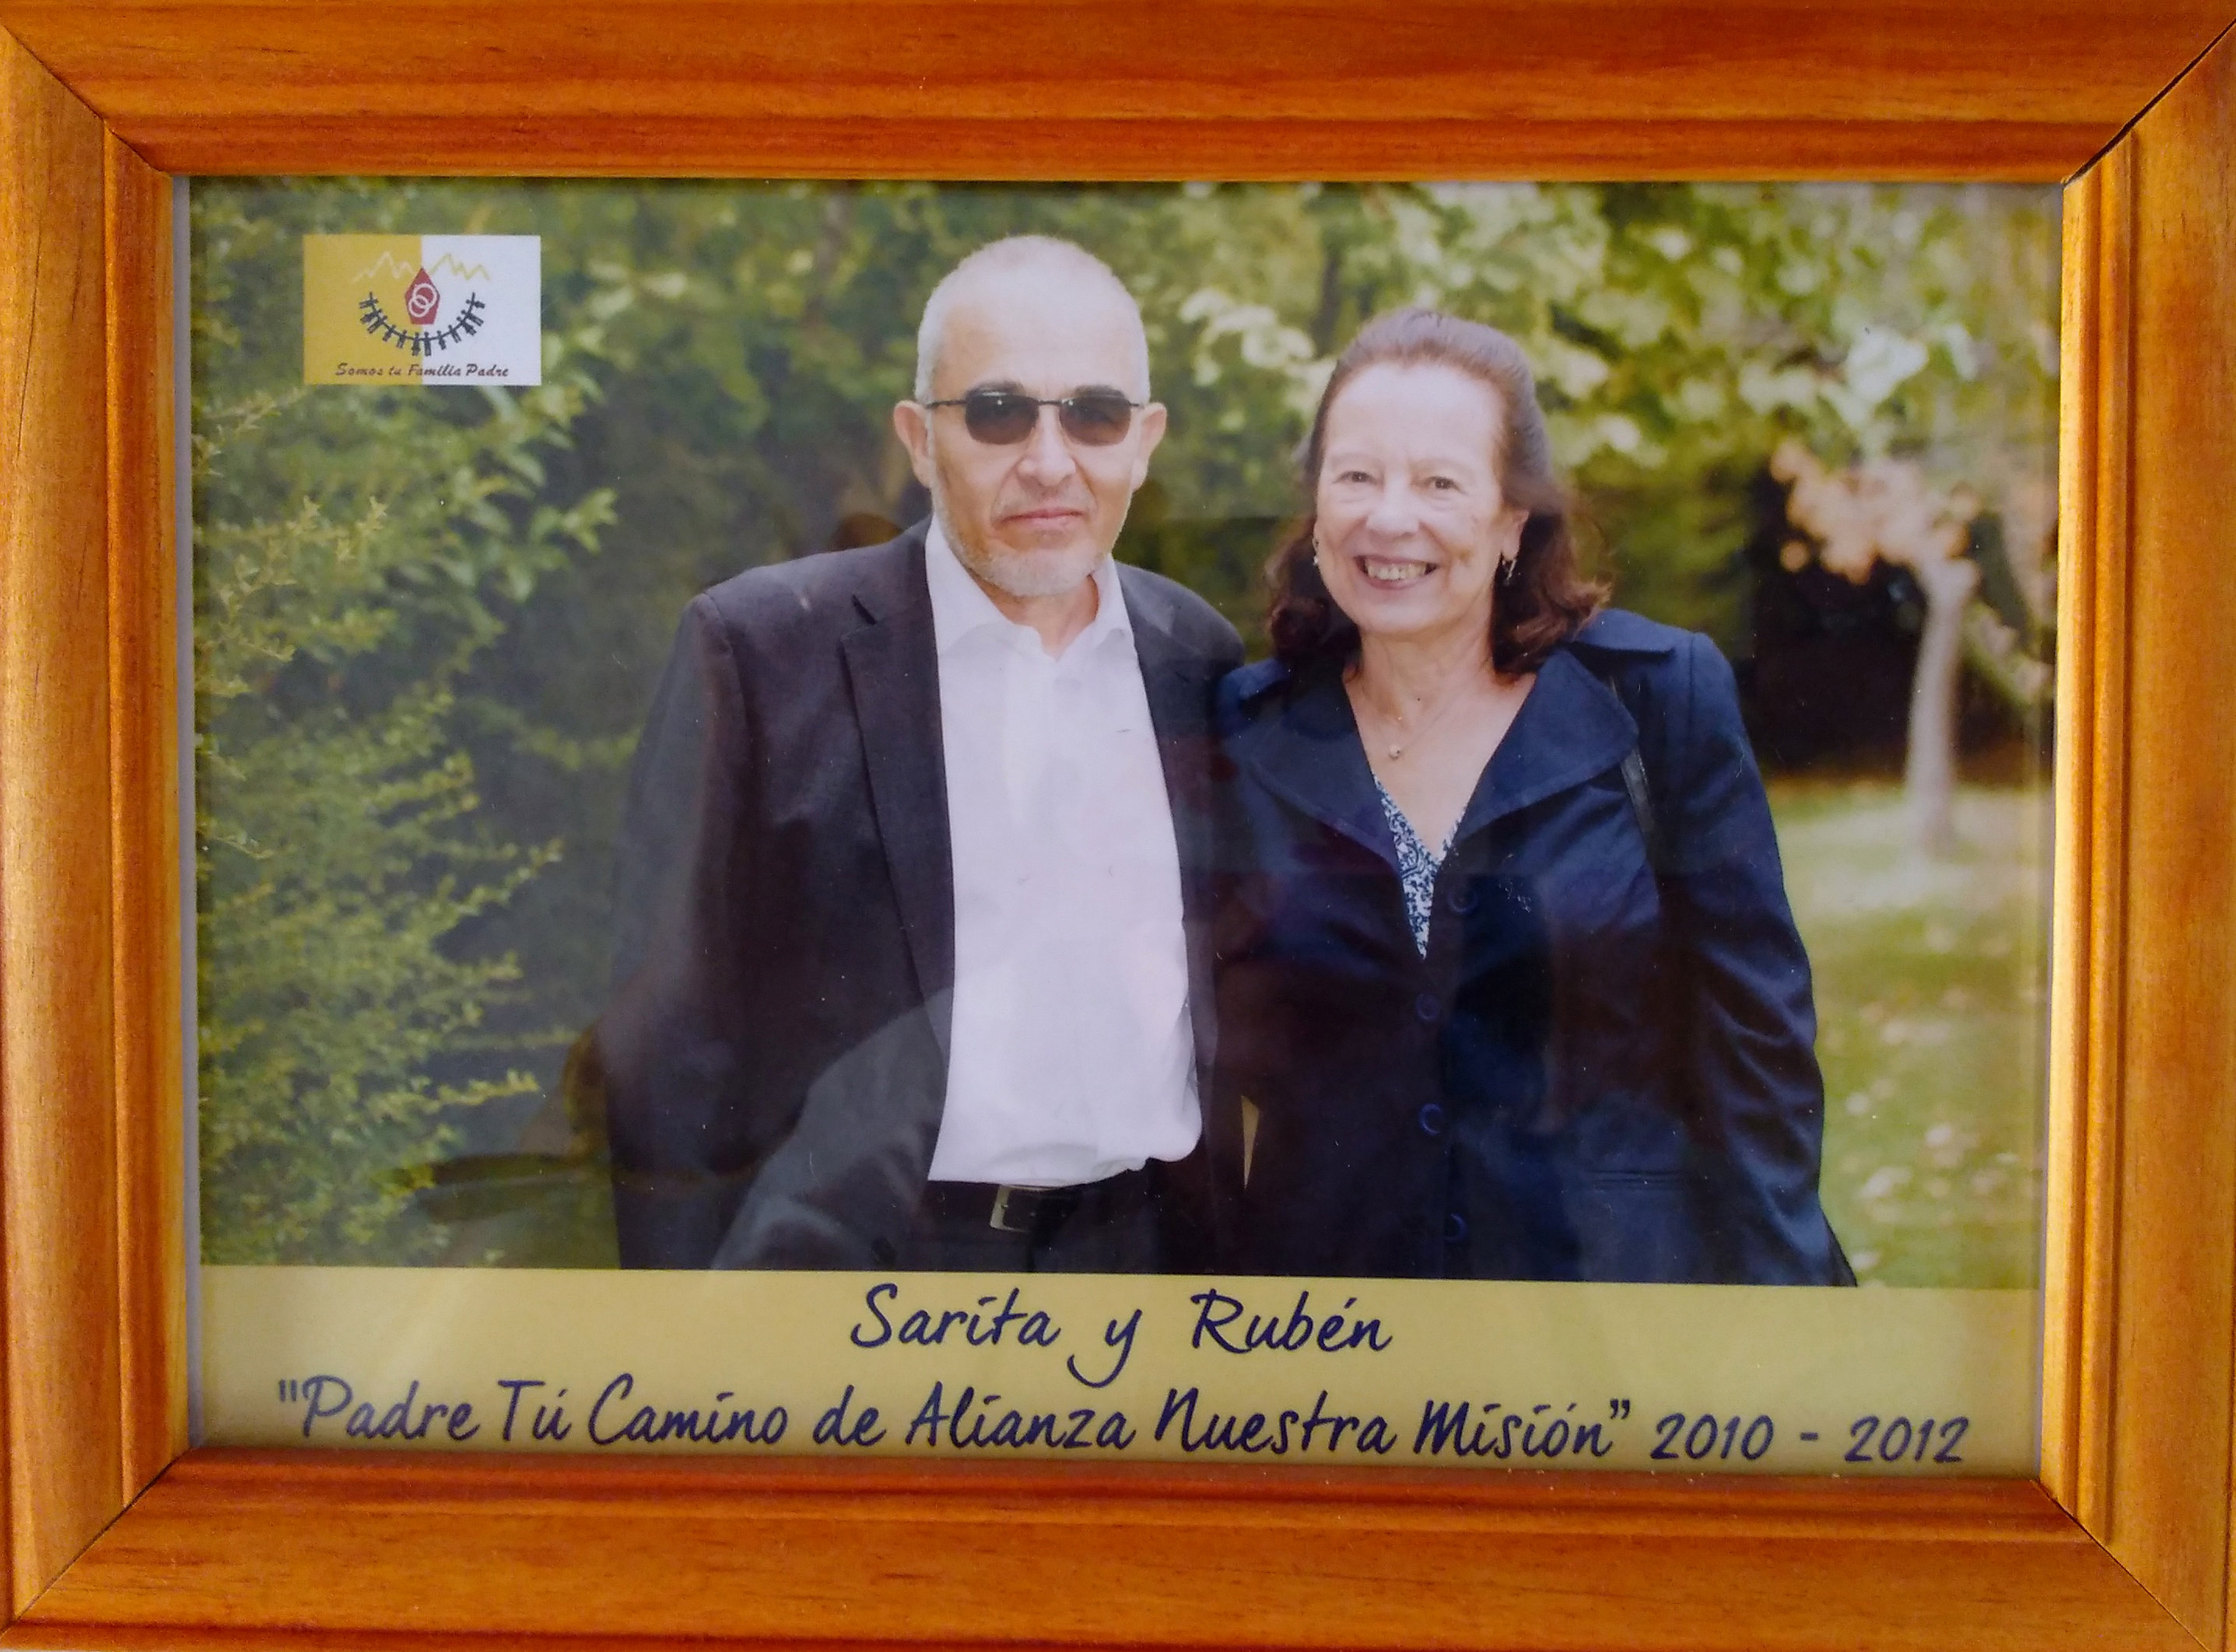 Somos tu Familia Padre
Sarita y Rubén
"Padre Tú Camino de Alianza Nuestra Misión" 2010 - 2012